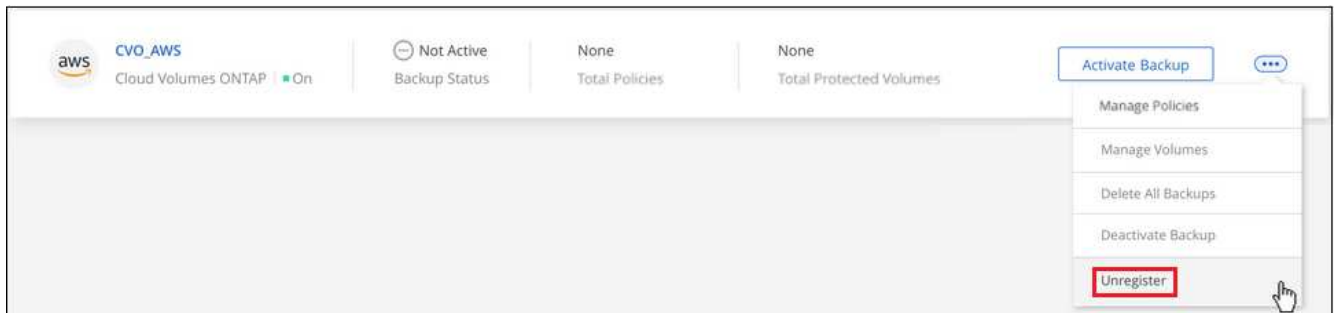 aws
CVO_AWS
Cloud Volumes ONTAP
On
Not Active
Backup Status
None
Total Policies
None
Total Protected Volumes
Activate Backup
Manage Policies
Manage Volumes
Delete All Backups
Deactivate Backup
Unregister